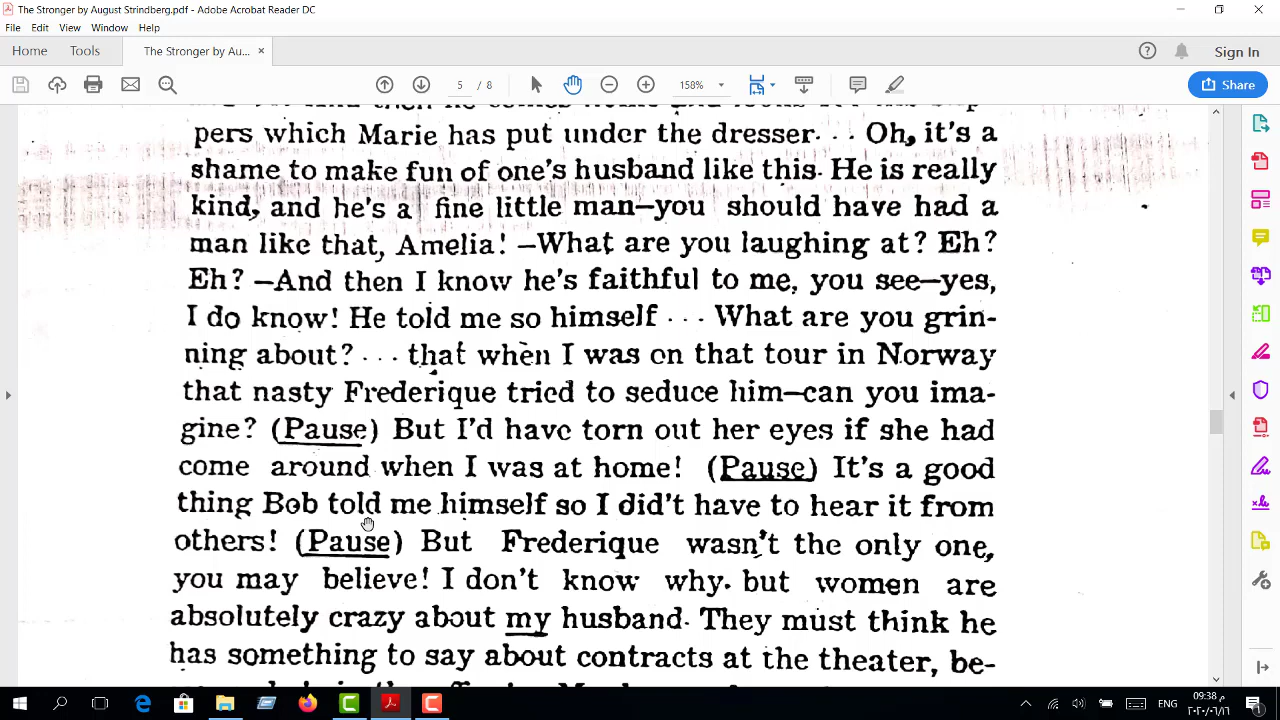 The Stronger by August Strindberg.pdf - Adobe Acrobat Reader DC
File Edit View Window Help
Home Tools The Stronger by Au... × Sign In
5 / 8 158% Share
pers which Marie has put under the dresser... Oh, it's a
shame to make fun of one's husband like this. He is really
kind, and he's a fine little man—you should have had a
man like that, Amelia! —What are you laughing at? Eh?
Eh? —And then I know he's faithful to me, you see—yes,
I do know! He told me so himself ... What are you grin-
ning about? ... that when I was on that tour in Norway
that nasty Frederique tried to seduce him—can you ima-
gine? (Pause) But I'd have torn out her eyes if she had
come around when I was at home! (Pause) It's a good
thing Bob told me himself so I did't have to hear it from
others! (Pause) But Frederique wasn't the only one,
you may believe! I don't know why. but women are
absolutely crazy about my husband. They must think he
has something to say about contracts at the theater, be-
ENG 09:38 م
٢٠٢٠/٠٦/٠٦